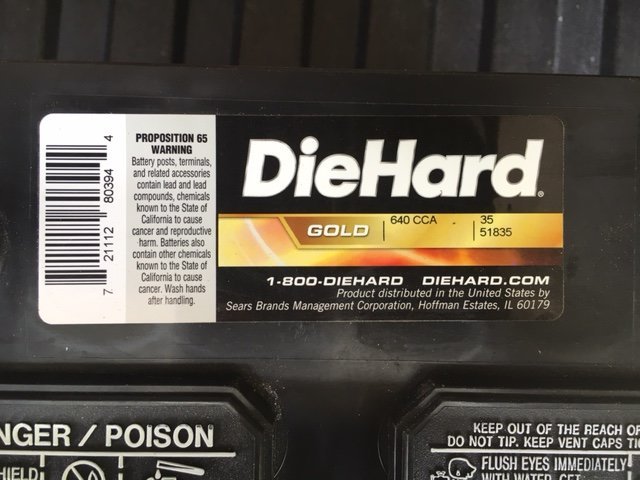 7 21112 80394 4
PROPOSITION 65
WARNING
Battery posts, terminals,
and related accessories
contain lead and lead
compounds, chemicals
known to the State of
California to cause
cancer and reproductive
harm. Batteries also
contain other chemicals
known to the State of
California to cause
cancer. Wash hands
after handling.
DieHard®
GOLD
640 CCA
35
51835
1-800-DIEHARD DIEHARD.COM
Product distributed in the United States by
Sears Brands Management Corporation, Hoffman Estates, IL 60179
NGER / POISON
HIELD
KEEP OUT OF THE REACH OF
DO NOT TIP. KEEP VENT CAPS TI
FLUSH EYES IMMEDIATELY
WITH WATER. GET